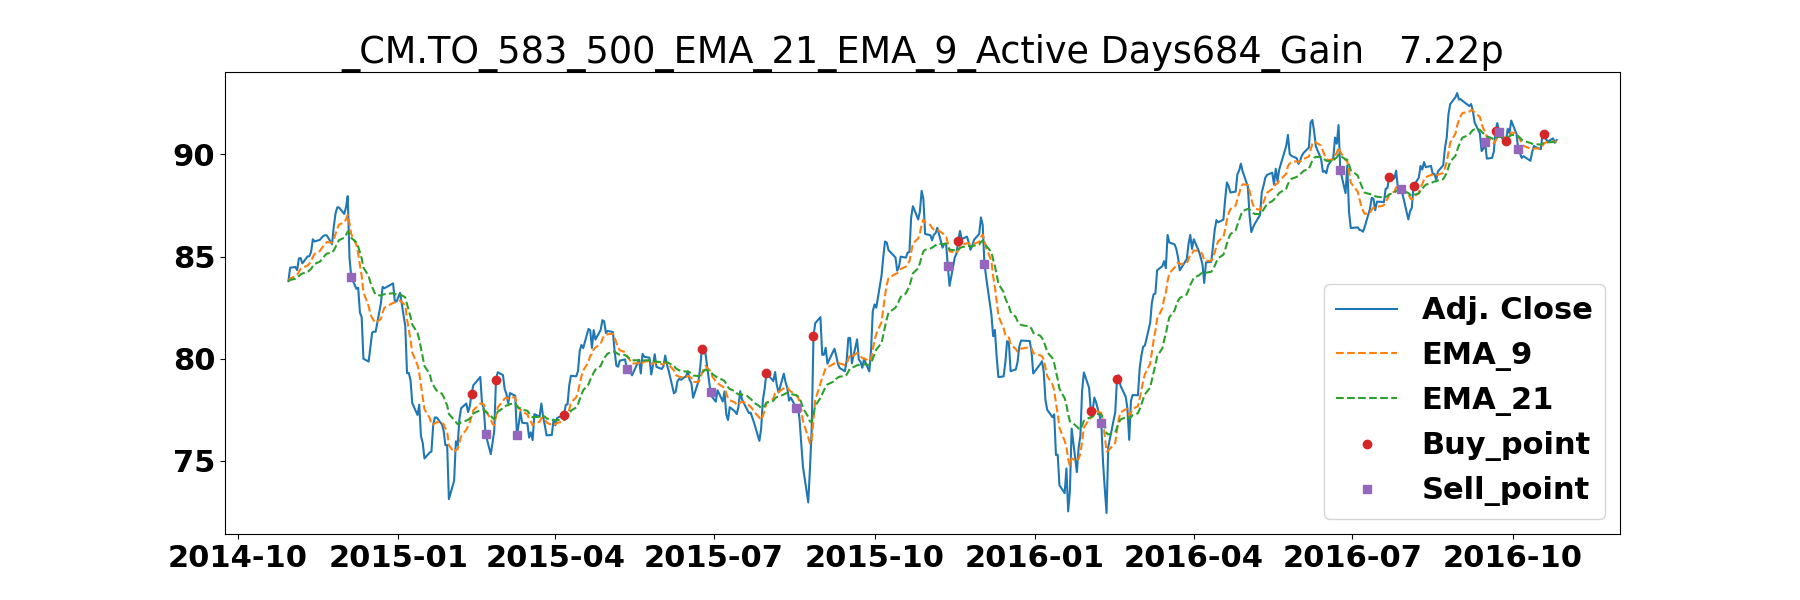 _CM.TO_583_500_EMA_21_EMA_9_Active Days684_Gain   7.22p
90
85
80
75
Adj. Close
EMA_9
EMA_21
Buy_point
Sell_point
2014-10 2015-01 2015-04 2015-07 2015-10 2016-01 2016-04 2016-07 2016-10